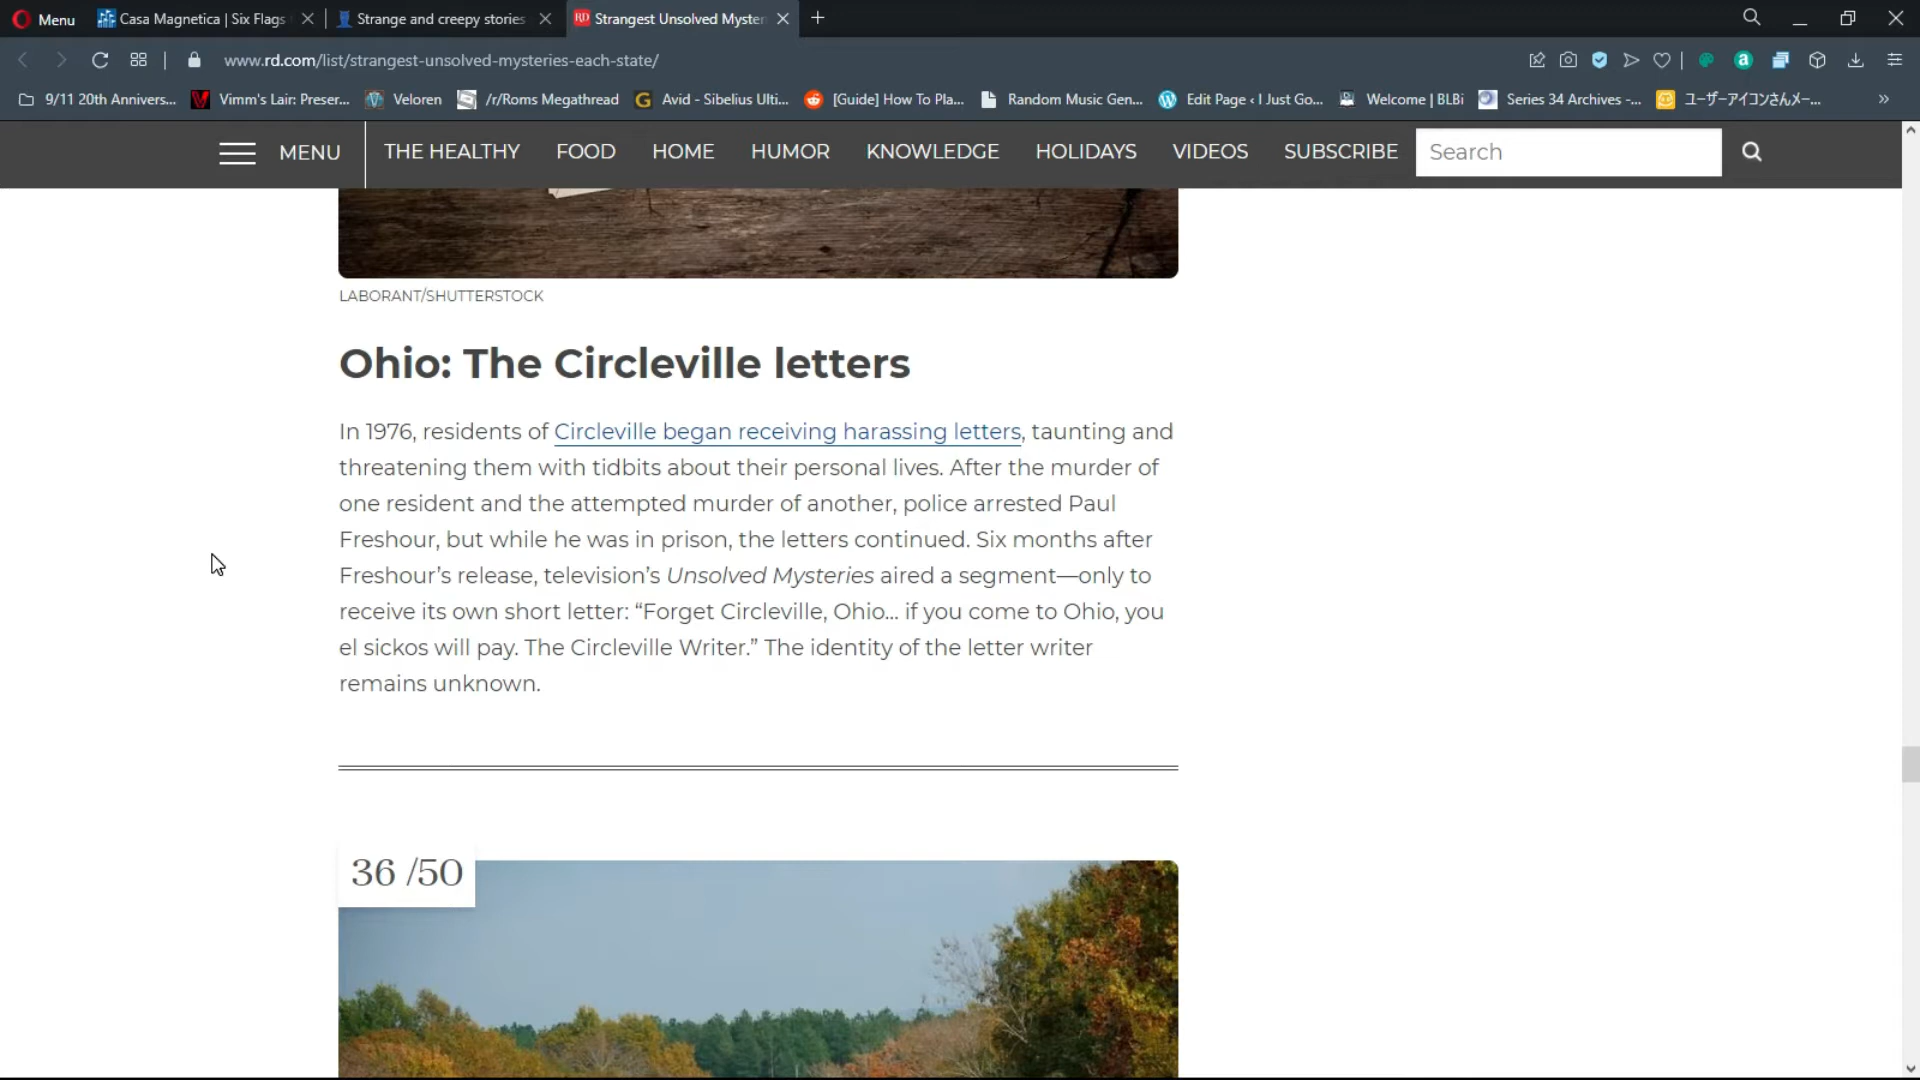 Menu
Casa Magnetica | Six Flags
Strange and creepy stories
RD Strangest Unsolved Myster
www.rd.com/list/strangest-unsolved-mysteries-each-state/
9/11 20th Annivers...
Vimm's Lair: Preser...
Veloren
/r/Roms Megathread
Avid - Sibelius Ulti...
[Guide] How To Pla...
Random Music Gen...
Edit Page ‹ I Just Go...
Welcome | BLBi
Series 34 Archives -...
ユーザーアイコンさんメー...
MENU
THE HEALTHY
FOOD
HOME
HUMOR
KNOWLEDGE
HOLIDAYS
VIDEOS
SUBSCRIBE
Search
LABORANT/SHUTTERSTOCK
Ohio: The Circleville letters
In 1976, residents of Circleville began receiving harassing letters, taunting and
threatening them with tidbits about their personal lives. After the murder of
one resident and the attempted murder of another, police arrested Paul
Freshour, but while he was in prison, the letters continued. Six months after
Freshour’s release, television’s Unsolved Mysteries aired a segment—only to
receive its own short letter: “Forget Circleville, Ohio… if you come to Ohio, you
el sickos will pay. The Circleville Writer.” The identity of the letter writer
remains unknown.
36 /50